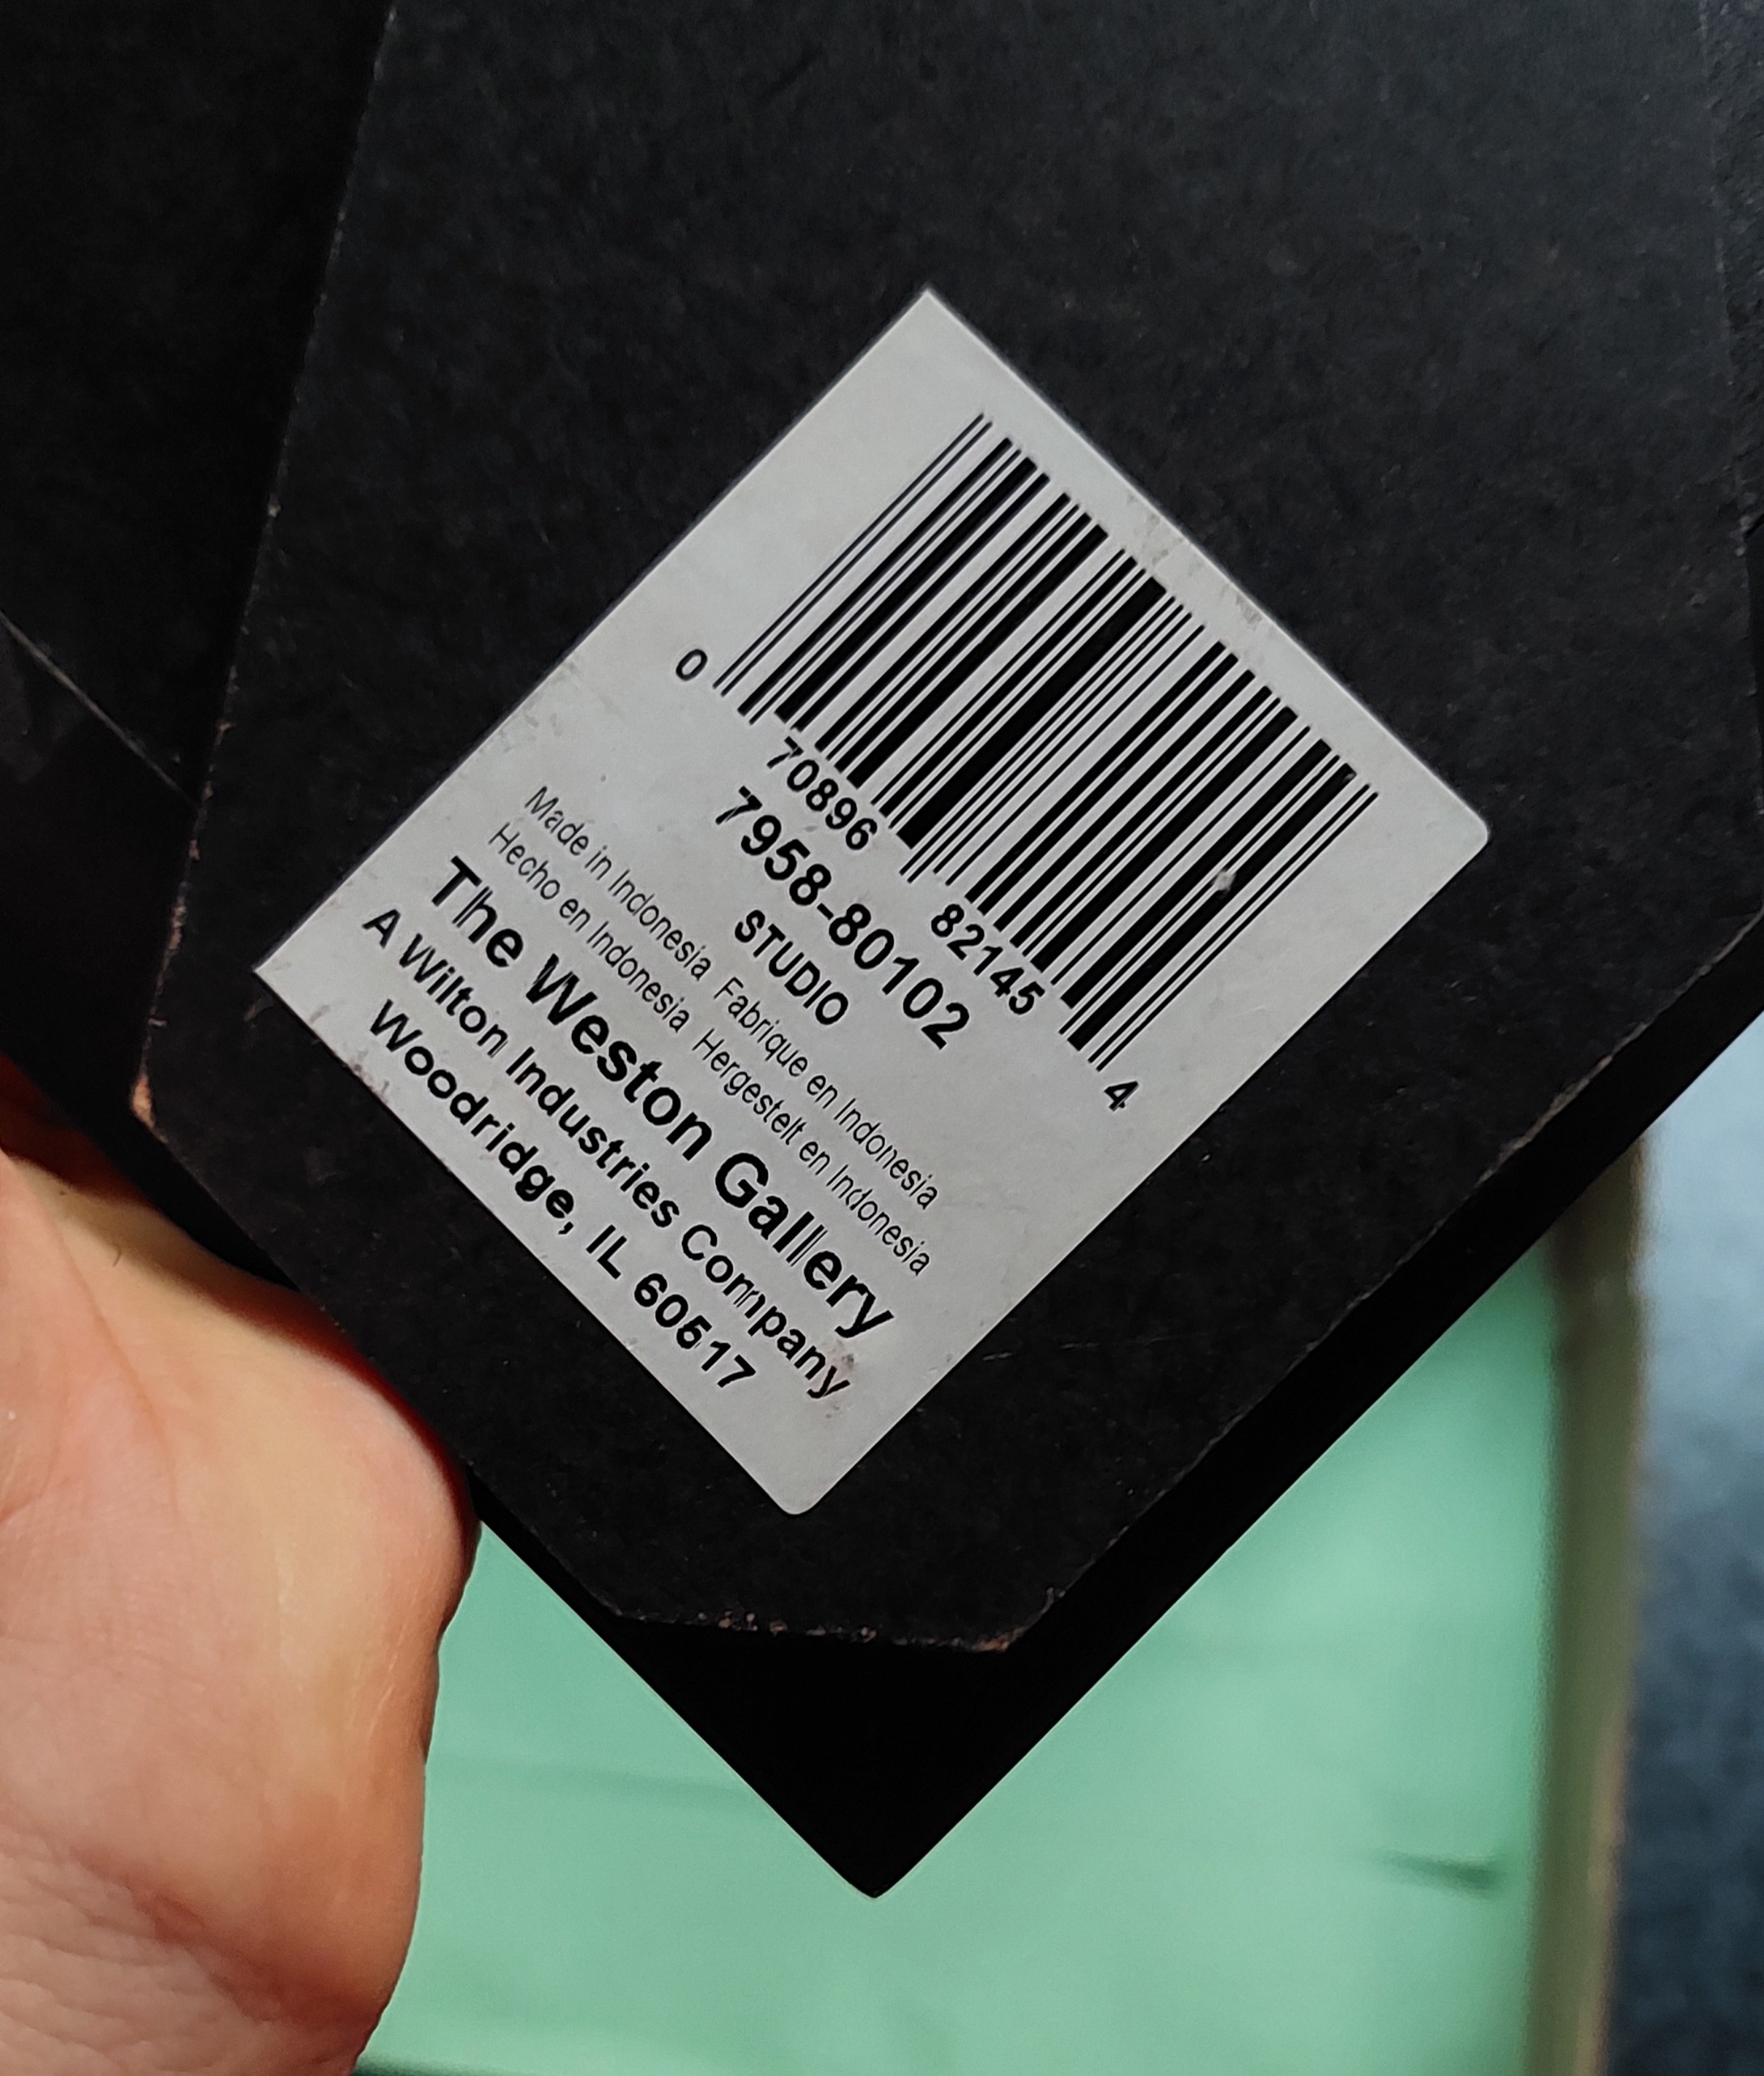 0 70896 82145 4
7958-80102
STUDIO
Made in Indonesia Fabrique en Indonesia
Hecho en Indonesia Hergestelt en Indonesia
The Weston Gallery
A Wilton Industries Company
Woodridge, IL 60517